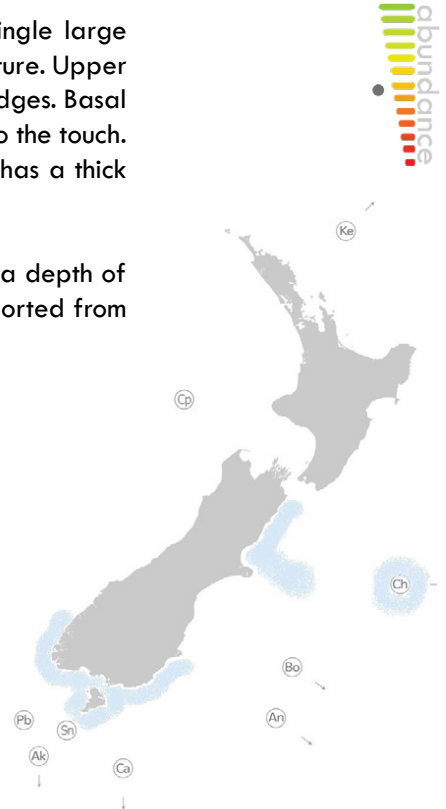 ingle large
ture. Upper
dges. Basal
o the touch.
has a thick
a depth of
orted from
abundance
Ke
Cp
Ch
Bo
An
Pb
Sn
Ak
Ca